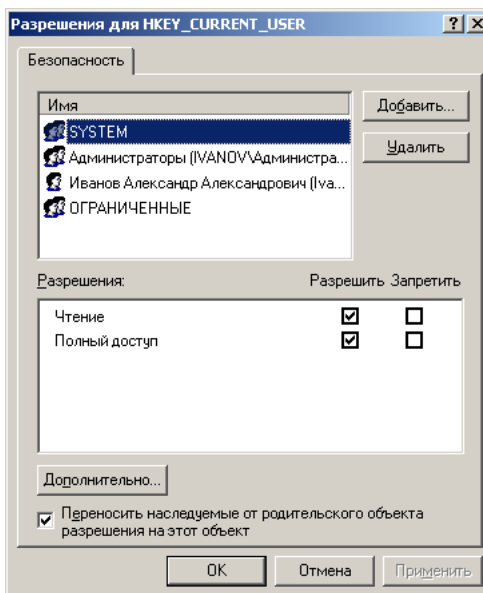 Разрешения для HKEY_CURRENT_USER
Безопасность
Имя
Добавить...
SYSTEM
Удалить
Администраторы (IVANOV\Администра...
Иванов Александр Александрович (Iva...
ОГРАНИЧЕННЫЕ
Разрешения: Разрешить Запретить
Чтение
Полный доступ
Дополнительно...
Переносить наследуемые от родительского объекта
разрешения на этот объект
OK Отмена Применить